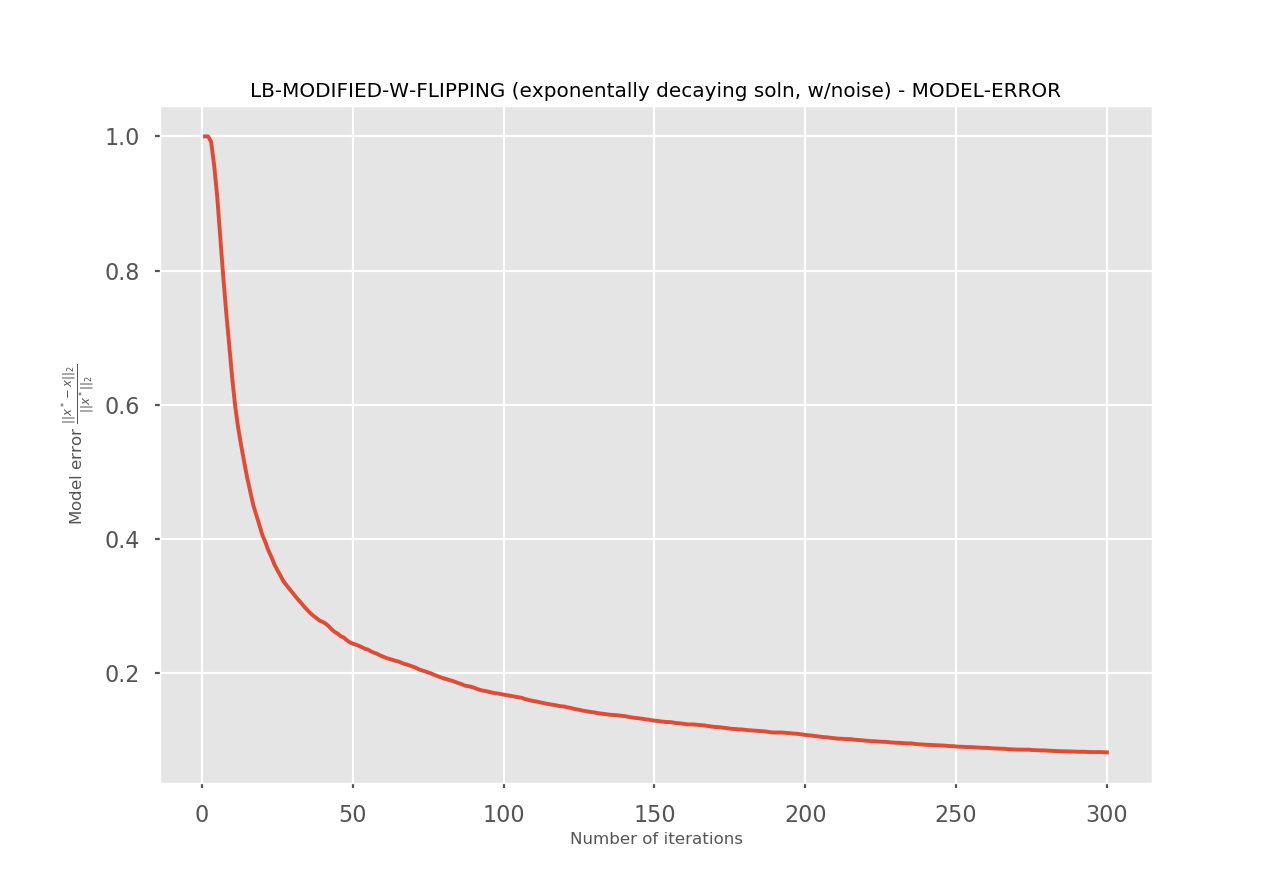 LB-MODIFIED-W-FLIPPING (exponentally decaying soln, w/noise) - MODEL-ERROR
1.0
0.8
0.6
0.4
0.2
Model error ||x* − x||₂ / ||x*||₂
0 50 100 150 200 250 300
Number of iterations